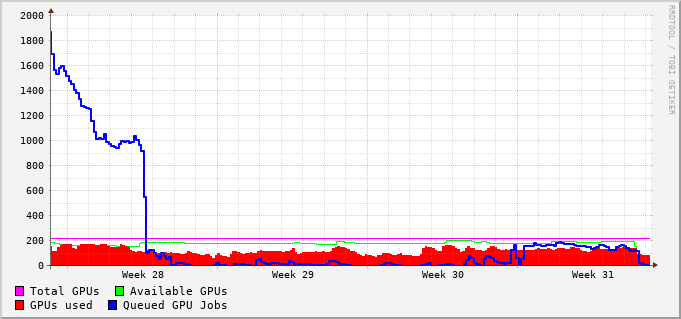 2000
1800
1600
1400
1200
1000
800
600
400
200
0
Week 28 Week 29 Week 30 Week 31
Total GPUs Available GPUs
GPUs used Queued GPU Jobs
RRDTOOL / TOBI OETIKER